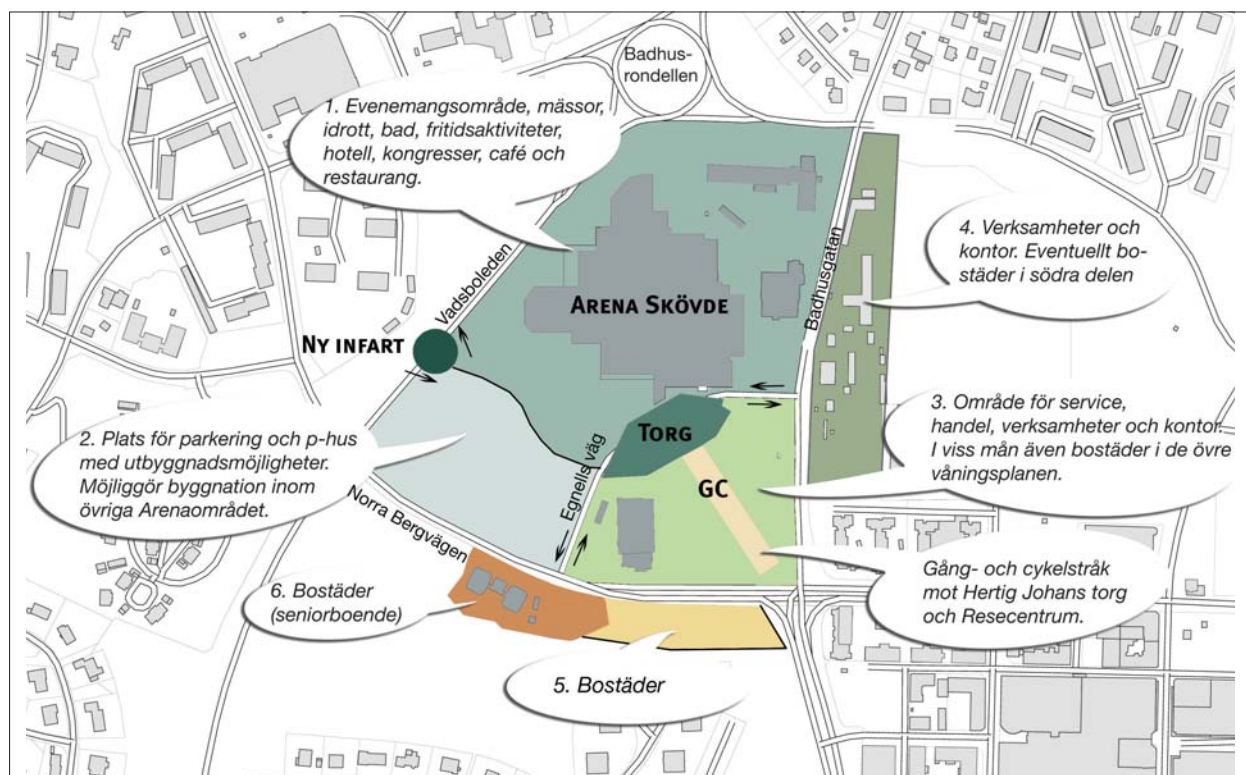 Badhus-
rondellen
1. Evenemangsområde, mässor,
idrott, bad, fritidsaktiviteter,
hotell, kongresser, café och
restaurang.
Vadsboleden
Badhusgatan
4. Verksamheter och
kontor. Eventuellt bo-
städer i södra delen
ARENA SKÖVDE
NY INFART
2. Plats för parkering och p-hus
med utbyggnadsmöjligheter.
Möjliggör byggnation inom
övriga Arenaområdet.
TORG
3. Område för service,
handel, verksamheter och kontor.
I viss mån även bostäder i de övre
våningsplanen.
Egnells väg
GC
Norra Bergvägen
Gång- och cykelstråk
mot Hertig Johans torg
och Resecentrum.
6. Bostäder
(seniorboende)
5. Bostäder